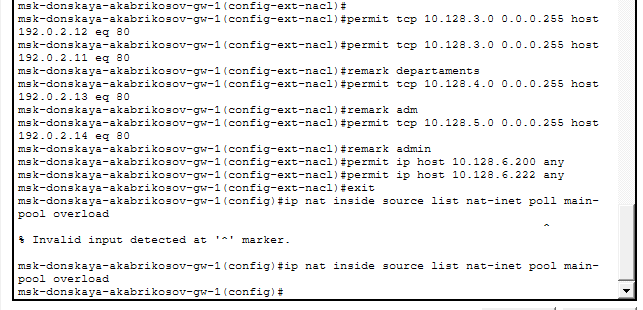 msk-donskaya-akabrikosov-gw-1(config-ext-nacl)#
msk-donskaya-akabrikosov-gw-1(config-ext-nacl)#permit tcp 10.128.3.0 0.0.0.255 host
192.0.2.12 eq 80
msk-donskaya-akabrikosov-gw-1(config-ext-nacl)#permit tcp 10.128.3.0 0.0.0.255 host
192.0.2.11 eq 80
msk-donskaya-akabrikosov-gw-1(config-ext-nacl)#remark departaments
msk-donskaya-akabrikosov-gw-1(config-ext-nacl)#permit tcp 10.128.4.0 0.0.0.255 host
192.0.2.13 eq 80
msk-donskaya-akabrikosov-gw-1(config-ext-nacl)#remark adm
msk-donskaya-akabrikosov-gw-1(config-ext-nacl)#permit tcp 10.128.5.0 0.0.0.255 host
192.0.2.14 eq 80
msk-donskaya-akabrikosov-gw-1(config-ext-nacl)#remark admin
msk-donskaya-akabrikosov-gw-1(config-ext-nacl)#permit ip host 10.128.6.200 any
msk-donskaya-akabrikosov-gw-1(config-ext-nacl)#permit ip host 10.128.6.222 any
msk-donskaya-akabrikosov-gw-1(config-ext-nacl)#exit
msk-donskaya-akabrikosov-gw-1(config)#ip nat inside source list nat-inet poll main-
pool overload
^
% Invalid input detected at '^' marker.
msk-donskaya-akabrikosov-gw-1(config)#ip nat inside source list nat-inet pool main-
pool overload
msk-donskaya-akabrikosov-gw-1(config)#